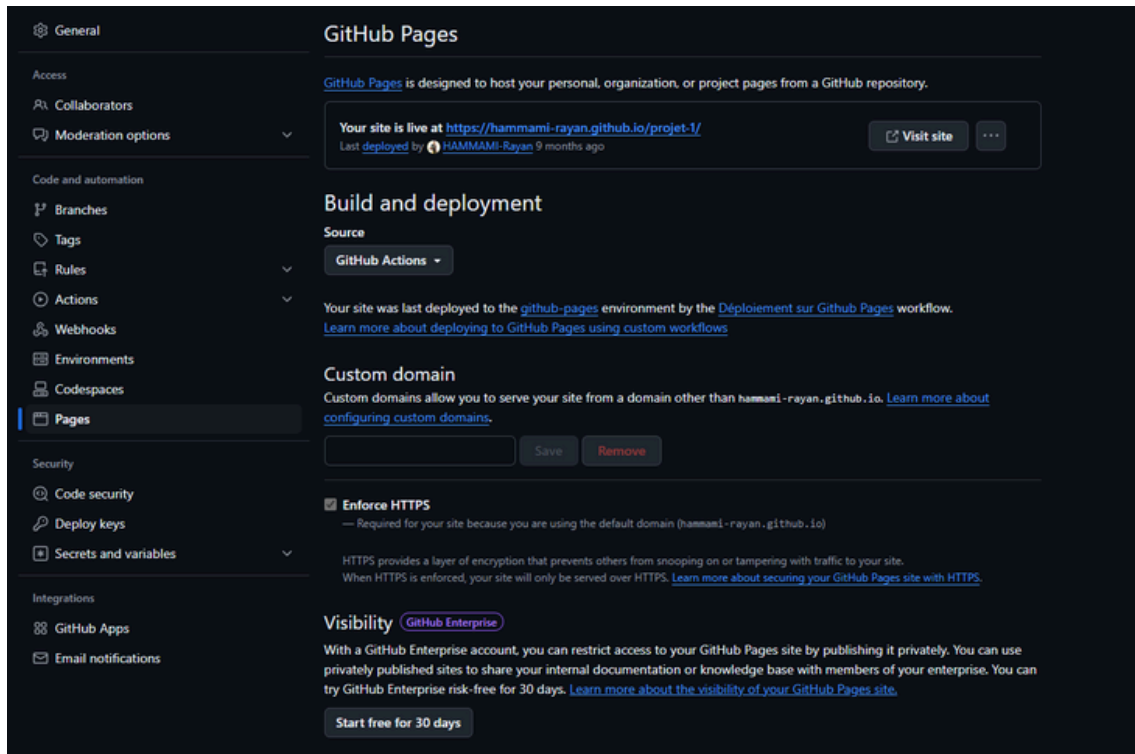 General
Access
Collaborators
Moderation options
Code and automation
Branches
Tags
Rules
Actions
Webhooks
Environments
Codespaces
Pages
Security
Code security
Deploy keys
Secrets and variables
Integrations
GitHub Apps
Email notifications
GitHub Pages
GitHub Pages is designed to host your personal, organization, or project pages from a GitHub repository.
Your site is live at https://hammami-rayan.github.io/projet-1/
Last deployed by HAMMAMI-Rayan 9 months ago
Visit site
Build and deployment
Source
GitHub Actions
Your site was last deployed to the github-pages environment by the Déploiement sur Github Pages workflow.
Learn more about deploying to GitHub Pages using custom workflows
Custom domain
Custom domains allow you to serve your site from a domain other than hammami-rayan.github.io. Learn more about
configuring custom domains.
Save Remove
Enforce HTTPS
— Required for your site because you are using the default domain (hammami-rayan.github.io)
HTTPS provides a layer of encryption that prevents others from snooping on or tampering with traffic to your site.
When HTTPS is enforced, your site will only be served over HTTPS. Learn more about securing your GitHub Pages site with HTTPS.
Visibility GitHub Enterprise
With a GitHub Enterprise account, you can restrict access to your GitHub Pages site by publishing it privately. You can use
privately published sites to share your internal documentation or knowledge base with members of your enterprise. You can
try GitHub Enterprise risk-free for 30 days. Learn more about the visibility of your GitHub Pages site.
Start free for 30 days